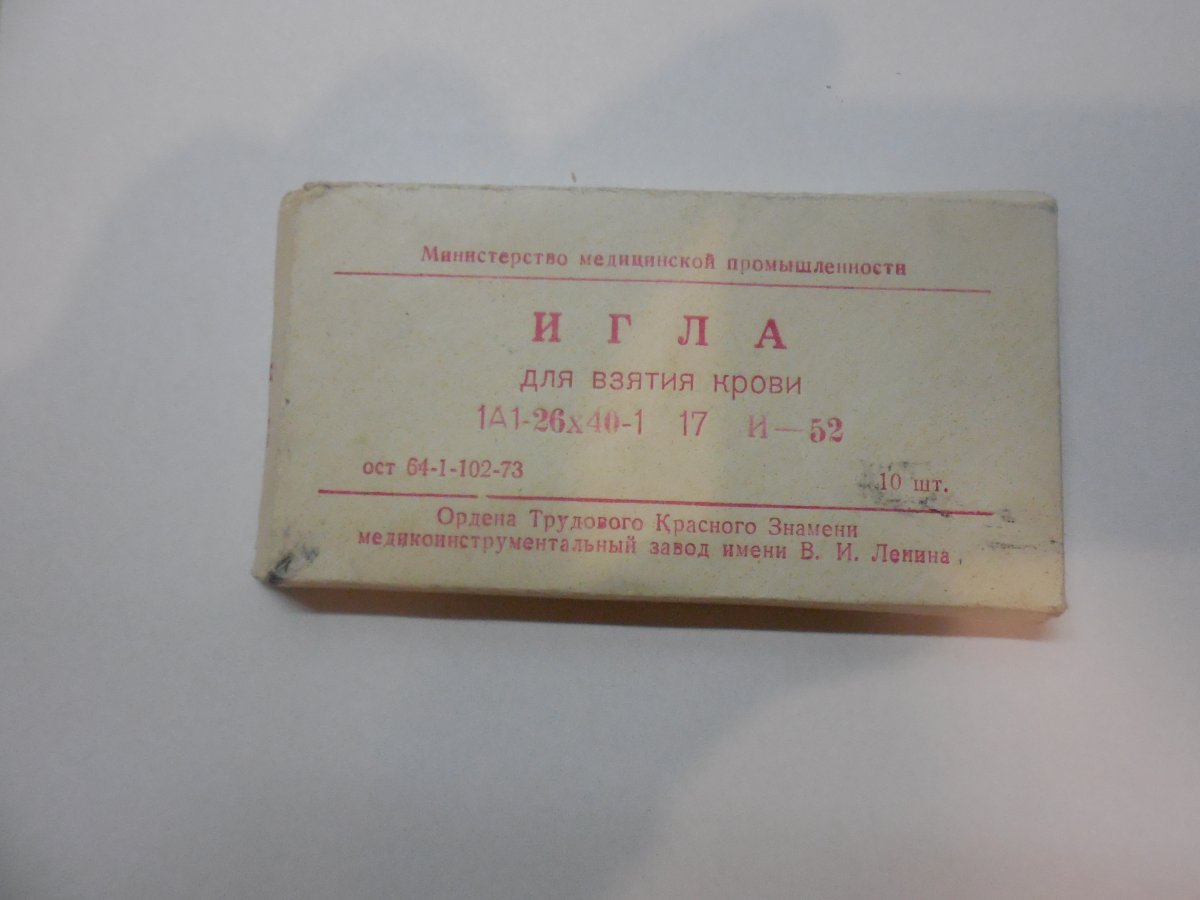 Министерство медицинской промышленности
ИГЛА
для взятия крови
1А1-26х40-1 17 И—52
ост 64-1-102-73
10 шт.
Ордена Трудового Красного Знамени
медикоинструментальный завод имени В. И. Ленина